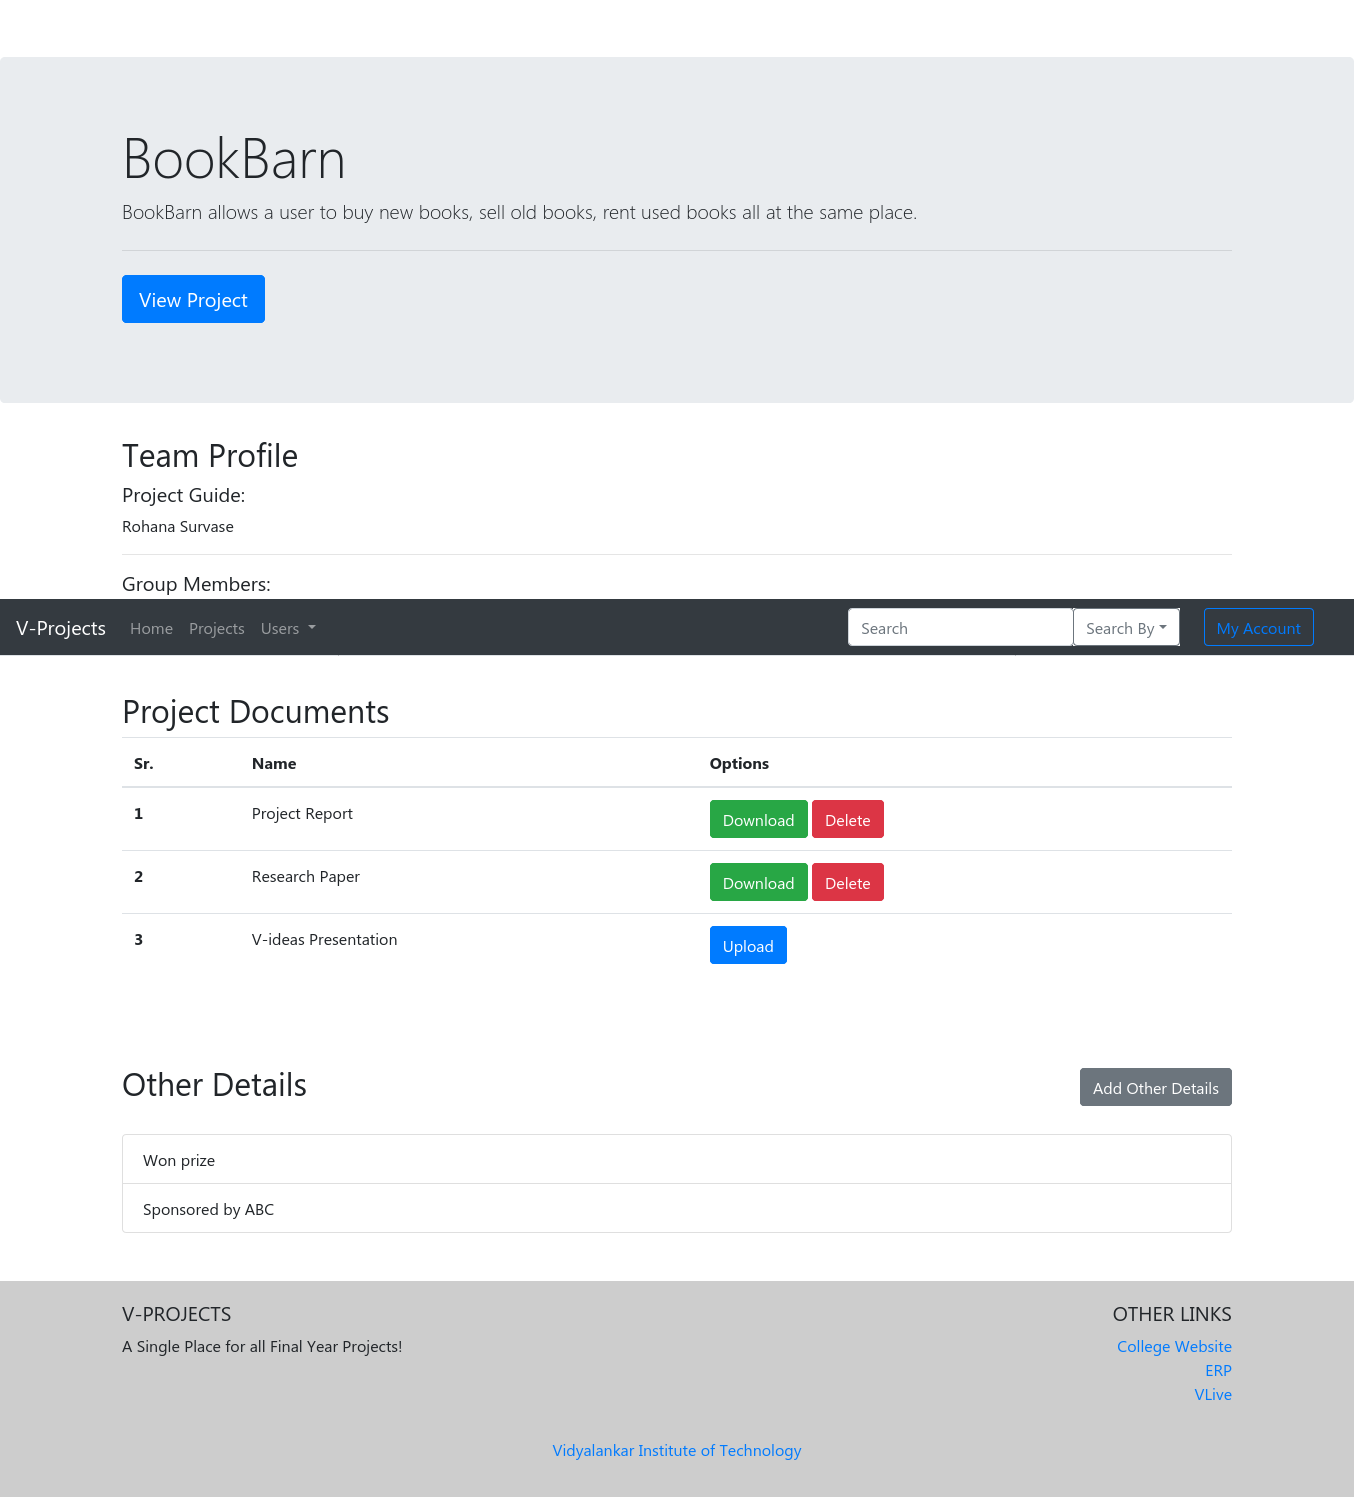 BookBarn
BookBarn allows a user to buy new books, sell old books, rent used books all at the same place.
View Project
Team Profile
Project Guide:
Rohana Survase
Group Members:
V-Projects Home Projects Users Search Search By My Account
Project Documents
Sr. Name Options
1 Project Report Download Delete
2 Research Paper Download Delete
3 V-ideas Presentation Upload
Other Details Add Other Details
Won prize
Sponsored by ABC
V-PROJECTS OTHER LINKS
A Single Place for all Final Year Projects! College Website
ERP
VLive
Vidyalankar Institute of Technology